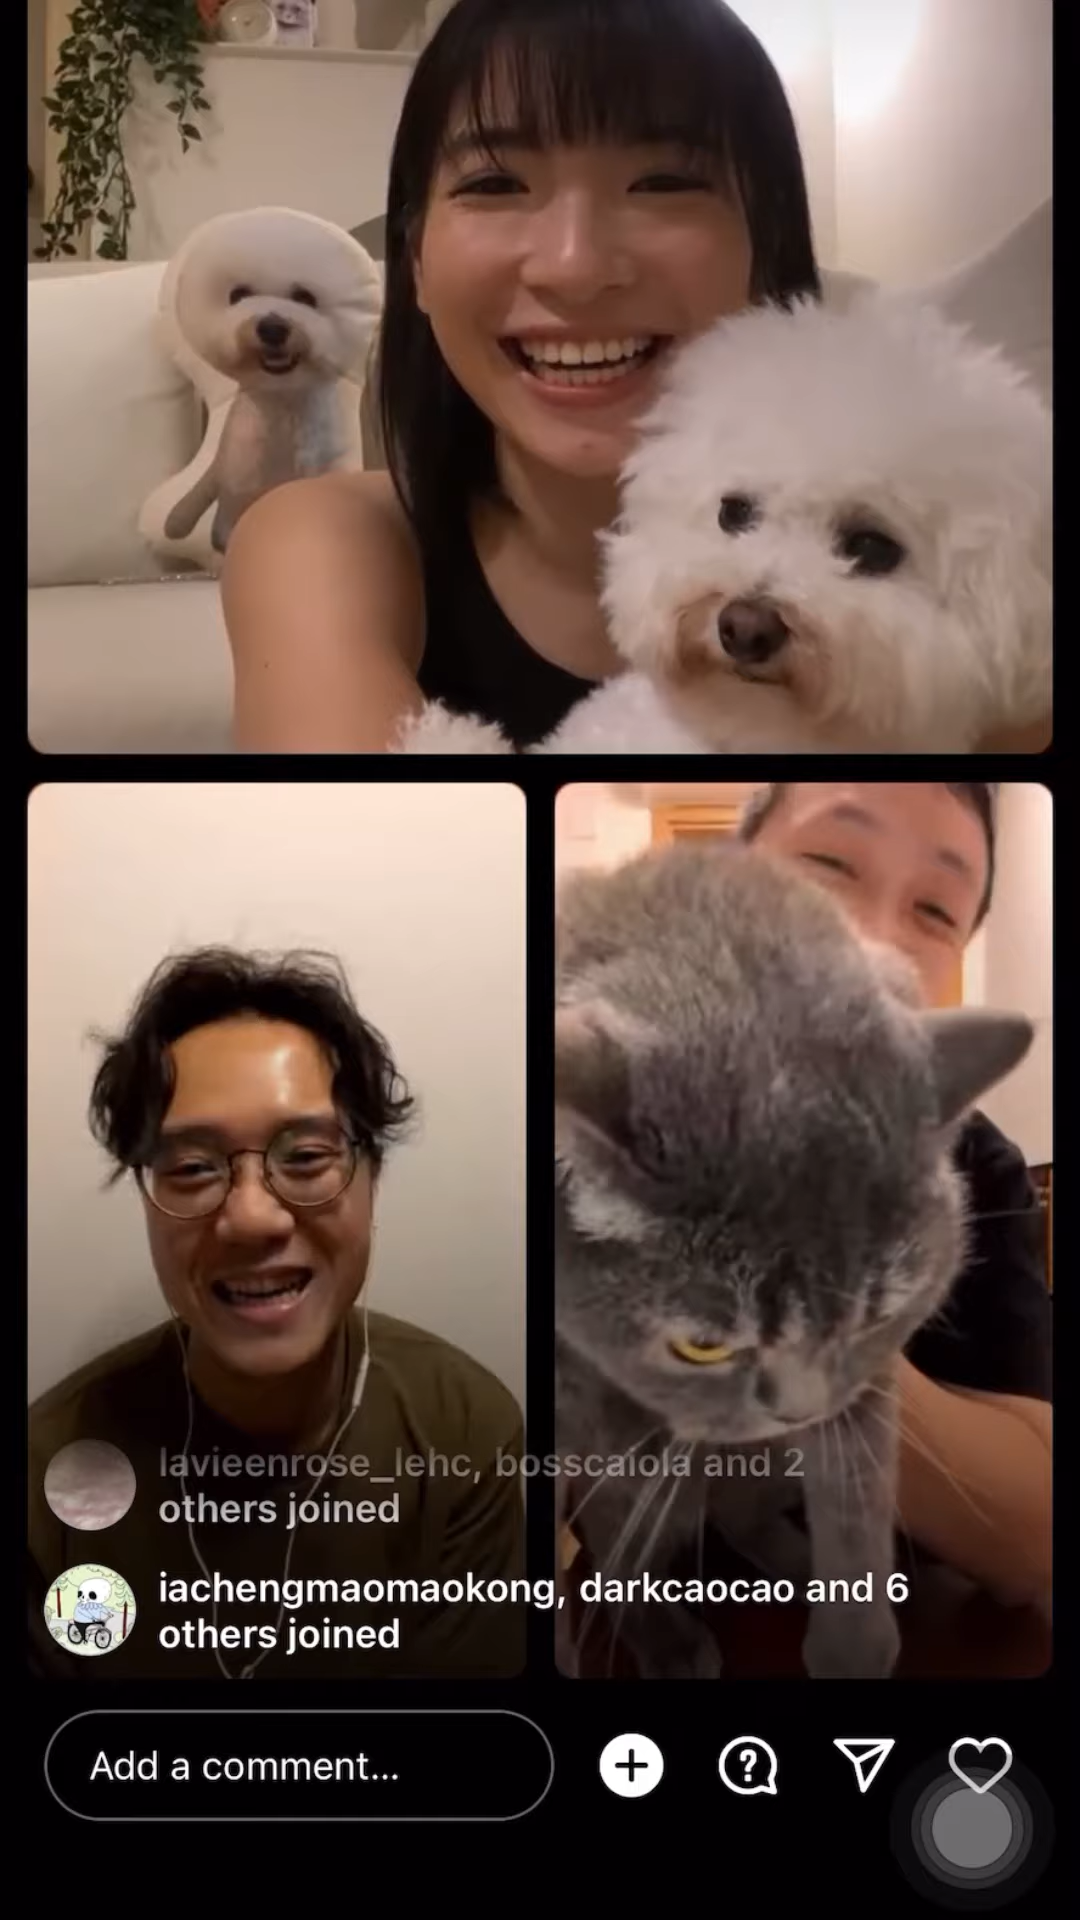 lavieenrose_lehc, bosscaiola and 2
others joined
iachengmaomaokong, darkcaocao and 6
others joined
Add a comment...